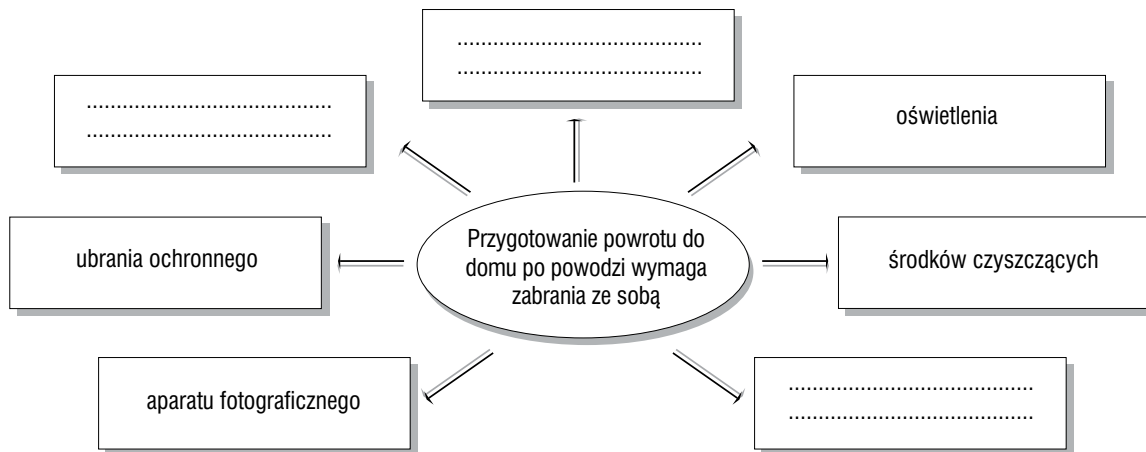 ..........................................
..........................................
..........................................
..........................................
oświetlenia
ubrania ochronnego
Przygotowanie powrotu do
domu po powodzi wymaga
zabrania ze sobą
środków czyszczących
aparatu fotograficznego
..........................................
..........................................